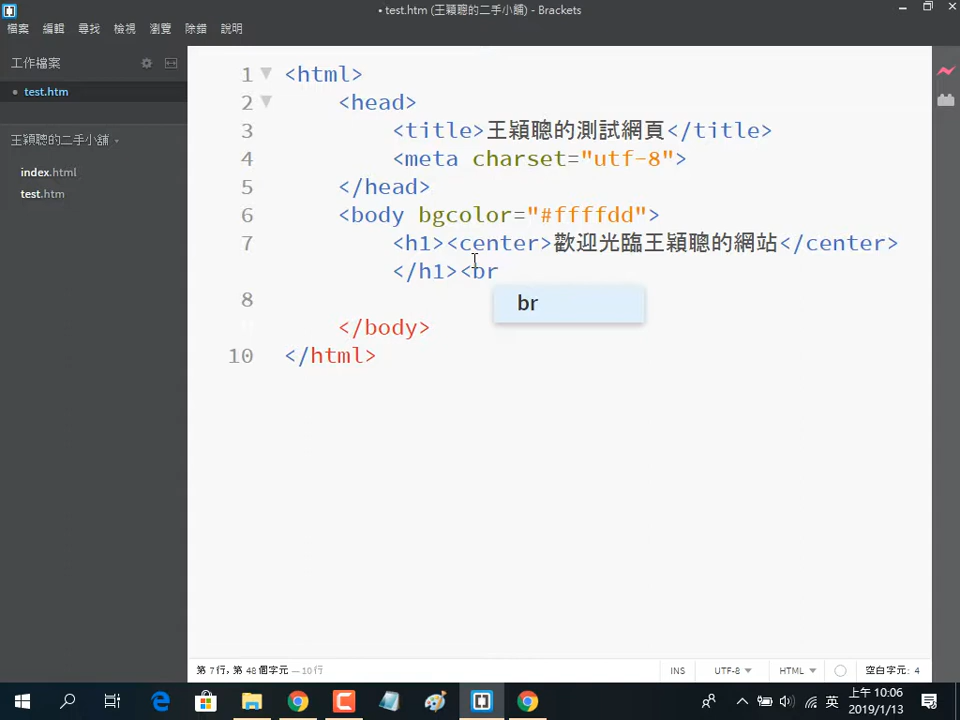 • test.htm (王穎聰的二手小舖) - Brackets
檔案 編輯 尋找 檢視 瀏覽 除錯 說明
工作檔案
• test.htm
王穎聰的二手小舖
index.html
test.htm
1 <html>
2 <head>
3 <title>王穎聰的測試網頁</title>
4 <meta charset="utf-8">
5 </head>
6 <body bgcolor="#ffffdd">
7 <h1><center>歡迎光臨王穎聰的網站</center>
</h1><br
br
8
9 </body>
10 </html>
第 7 行, 第 48 個字元 — 10 行
INS UTF-8 HTML 空白字元: 4
英
上午 10:06
2019/1/13